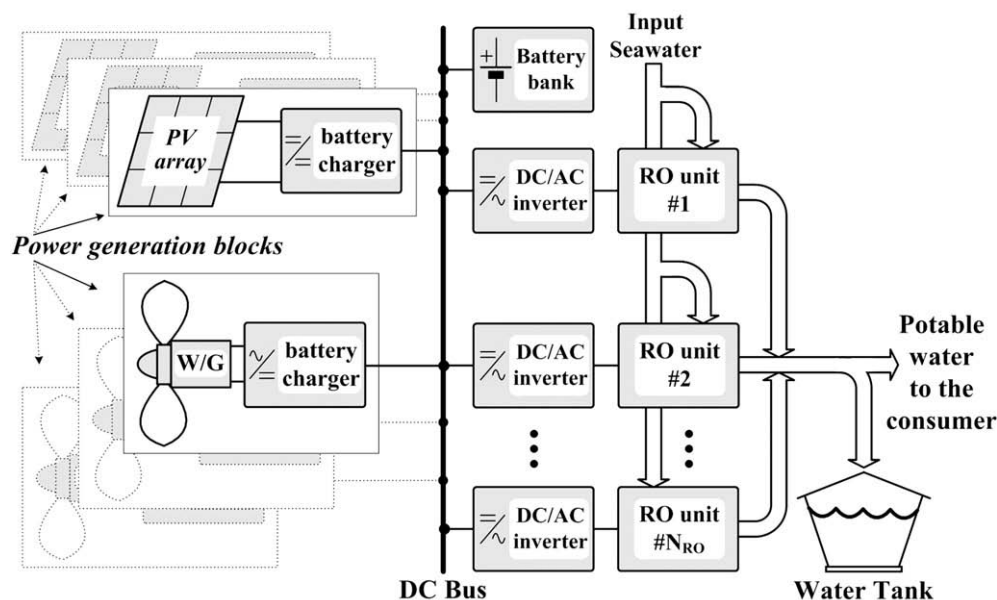 Input
Seawater
+
Battery
bank
PV
array
battery
charger
DC/AC
inverter
RO unit
#1
Power generation blocks
W/G
battery
charger
DC/AC
inverter
RO unit
#2
Potable
water
to the
consumer
DC/AC
inverter
RO unit
#NRO
DC Bus
Water Tank